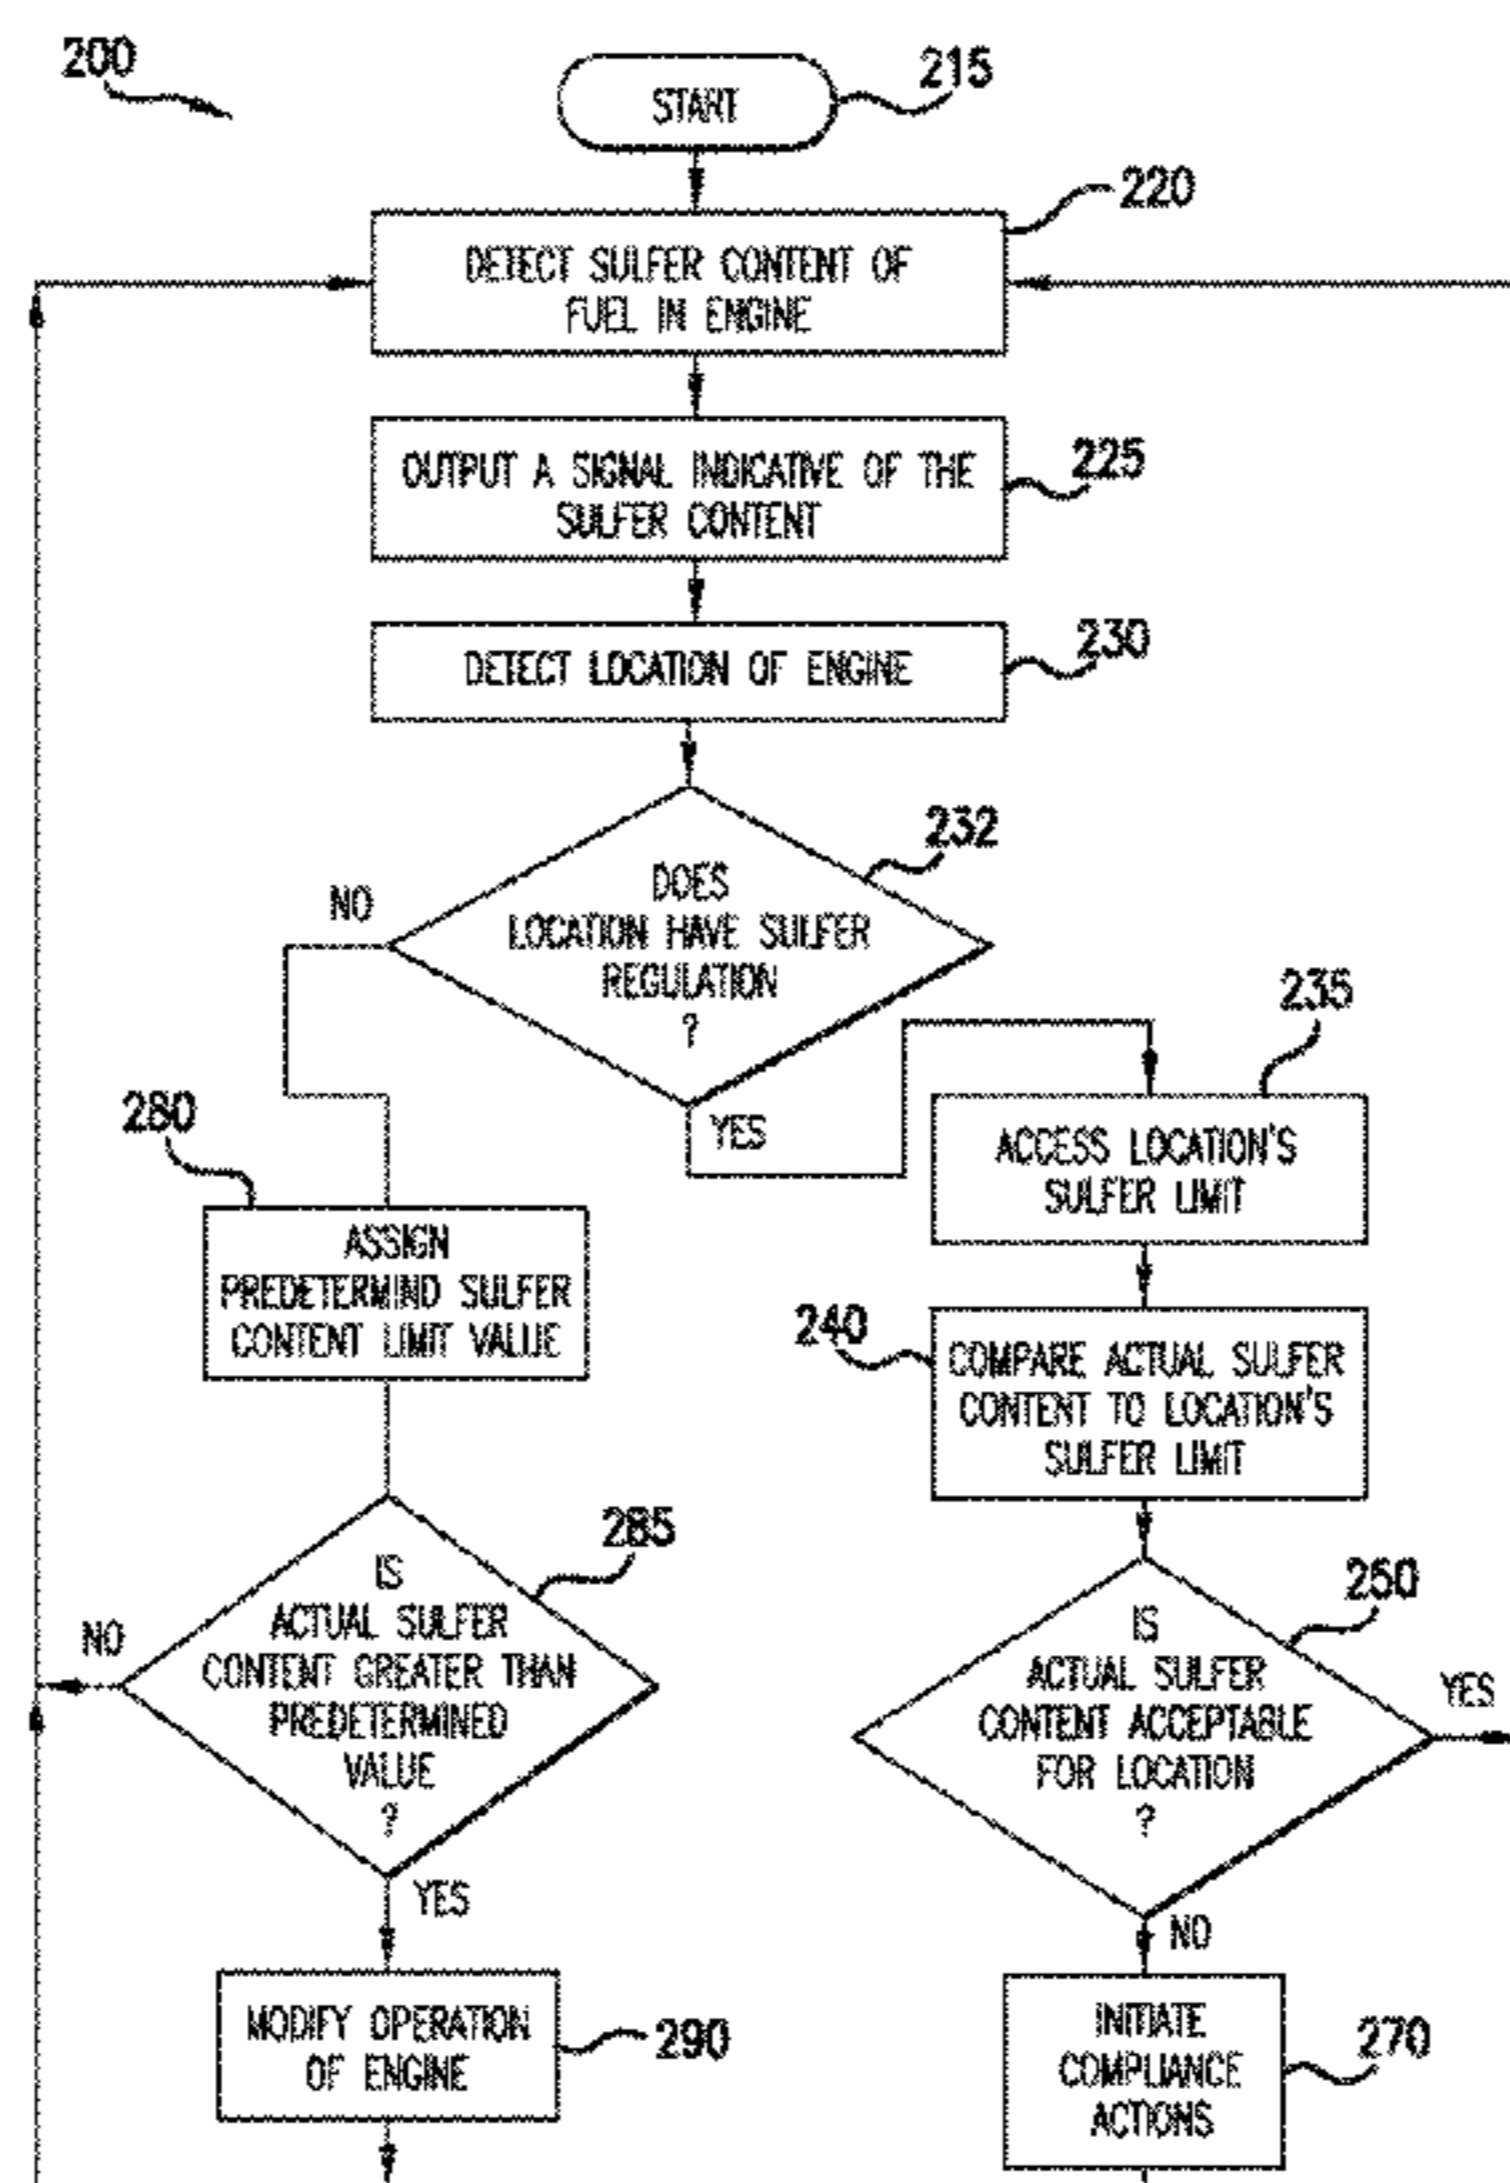 200
START
215
220
DETECT SULFER CONTENT OF
FUEL IN ENGINE
OUTPUT A SIGNAL INDICATIVE OF THE
SULFER CONTENT
225
DETECT LOCATION OF ENGINE
230
232
DOES
LOCATION HAVE SULFER
REGULATION
?
NO
YES
235
ACCESS LOCATION'S
SULFER LIMIT
280
ASSIGN
PREDETERMIND SULFER
CONTENT LIMIT VALUE
240
COMPARE ACTUAL SULFER
CONTENT TO LOCATION'S
SULFER LIMIT
285
IS
ACTUAL SULFER
CONTENT GREATER THAN
PREDETERMINED
VALUE
?
NO
YES
260
IS
ACTUAL SULFER
CONTENT ACCEPTABLE
FOR LOCATION
?
YES
NO
MODIFY OPERATION
OF ENGINE
290
INITIATE
COMPLIANCE
ACTIONS
270